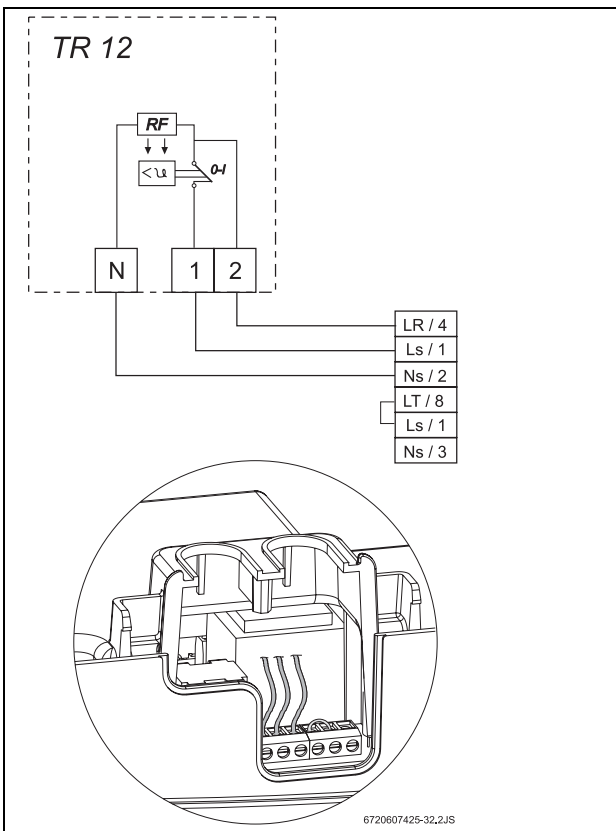 TR 12
RF
<ϑ 0-I
N 1 2
LR / 4
Ls / 1
Ns / 2
LT / 8
Ls / 1
Ns / 3
6720607425-32.2JS